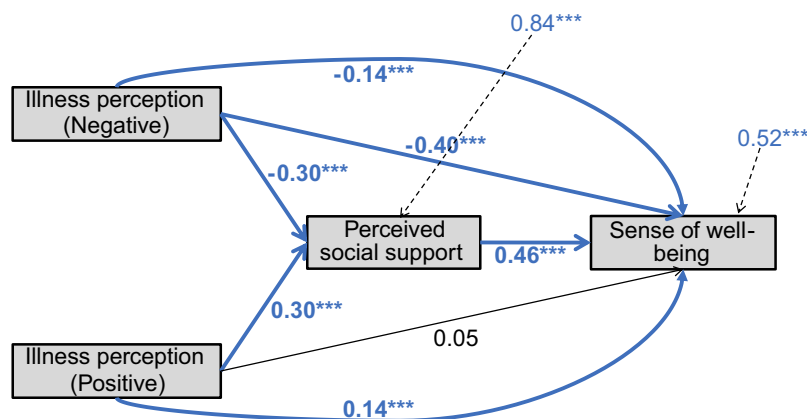 0.84***
-0.14***
Illness perception
(Negative)
-0.40***
0.52***
-0.30***
Perceived
social support
0.46***
Sense of well-
being
0.30***
0.05
Illness perception
(Positive)
0.14***